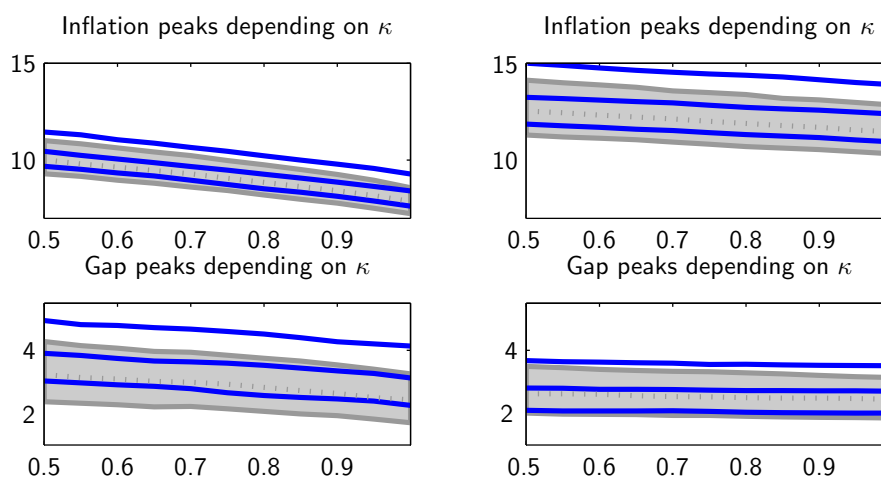 Inflation peaks depending on κ
15
10
0.5 0.6 0.7 0.8 0.9
Gap peaks depending on κ
4
2
0.5 0.6 0.7 0.8 0.9
Inflation peaks depending on κ
15
10
0.5 0.6 0.7 0.8 0.9
Gap peaks depending on κ
4
2
0.5 0.6 0.7 0.8 0.9